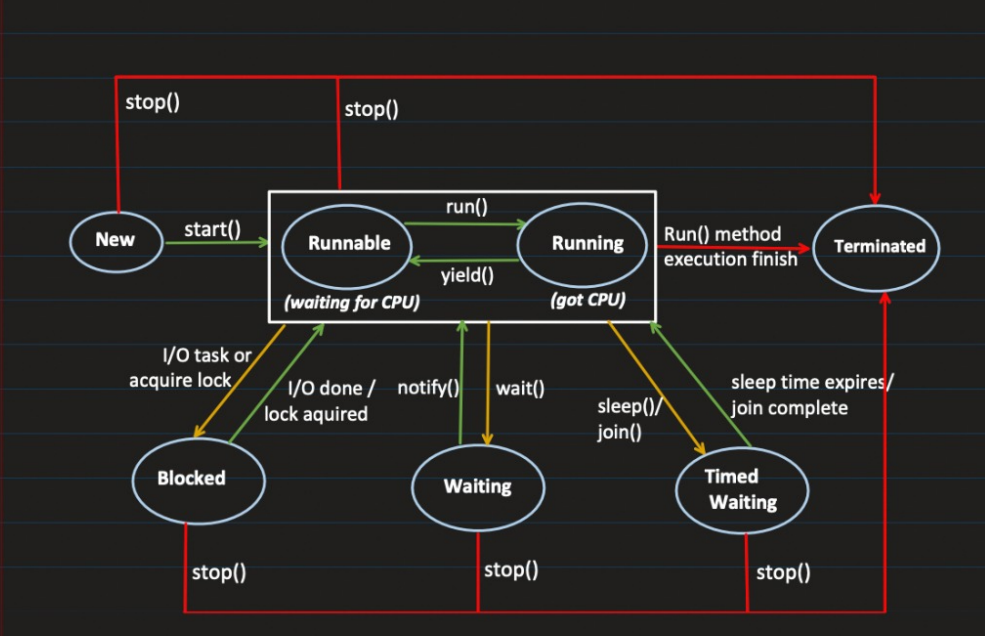 stop()
stop()
New
start()
Runnable
(waiting for CPU)
run()
yield()
Running
(got CPU)
Run() method
execution finish
Terminated
I/O task or
acquire lock
I/O done /
lock aquired
notify()
wait()
sleep()/
join()
sleep time expires/
join complete
Blocked
Waiting
Timed
Waiting
stop()
stop()
stop()